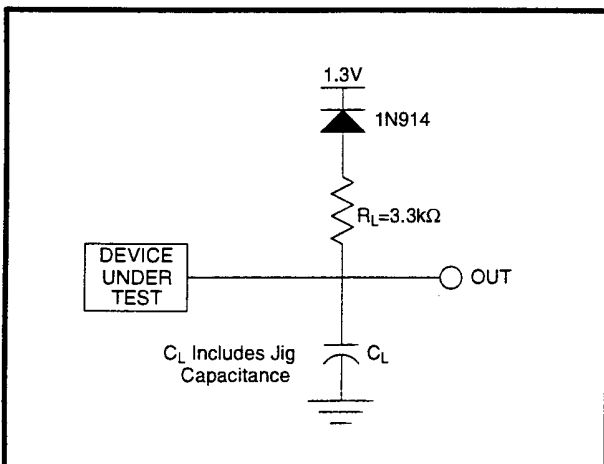 1.3V
1N914
R_L=3.3kΩ
DEVICE
UNDER
TEST
OUT
C_L Includes Jig
Capacitance
C_L